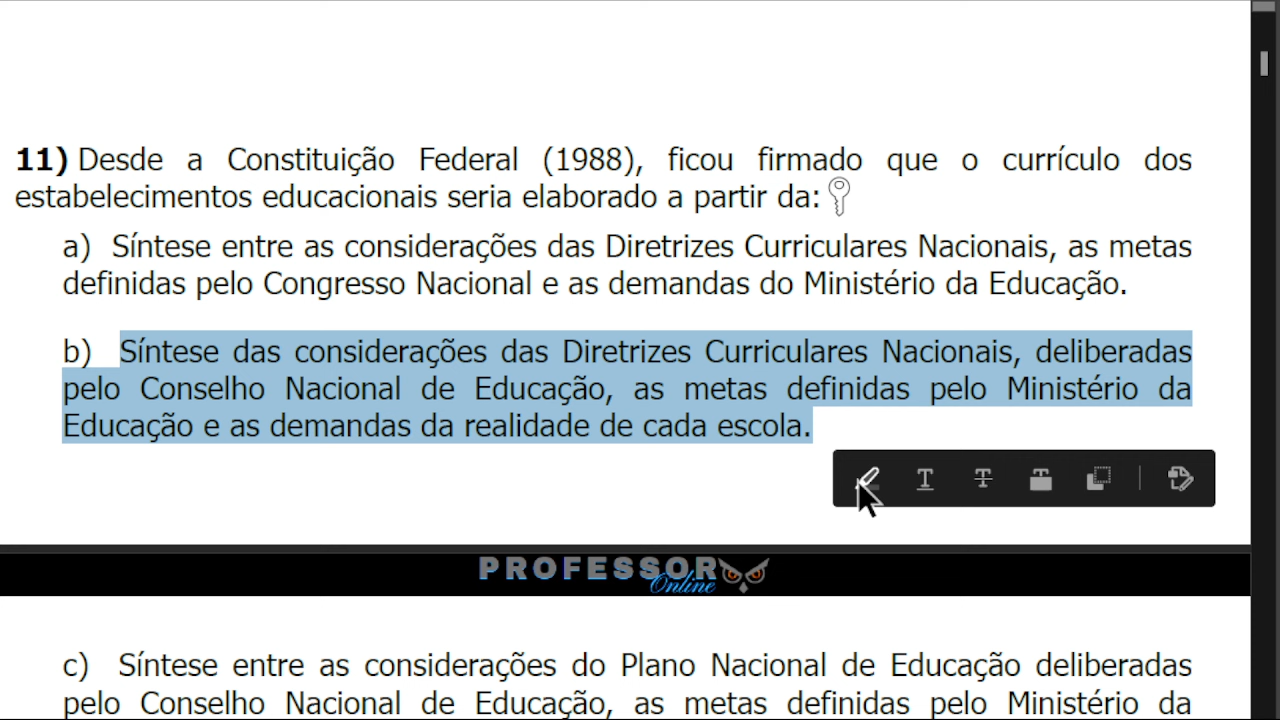 11) Desde a Constituição Federal (1988), ficou firmado que o currículo dos
estabelecimentos educacionais seria elaborado a partir da:
a) Síntese entre as considerações das Diretrizes Curriculares Nacionais, as metas
definidas pelo Congresso Nacional e as demandas do Ministério da Educação.
b) Síntese das considerações das Diretrizes Curriculares Nacionais, deliberadas
pelo Conselho Nacional de Educação, as metas definidas pelo Ministério da
Educação e as demandas da realidade de cada escola.
PROFESSOR
Online
c) Síntese entre as considerações do Plano Nacional de Educação deliberadas
pelo Conselho Nacional de Educação, as metas definidas pelo Ministério da